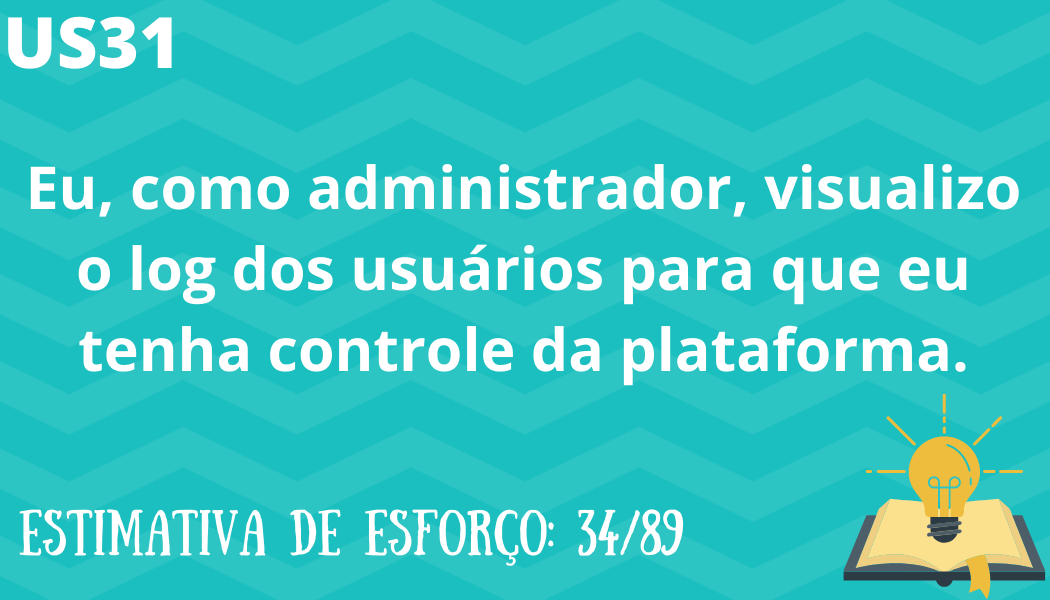 US31
Eu, como administrador, visualizo
o log dos usuários para que eu
tenha controle da plataforma.
ESTIMATIVA DE ESFORÇO: 34/89